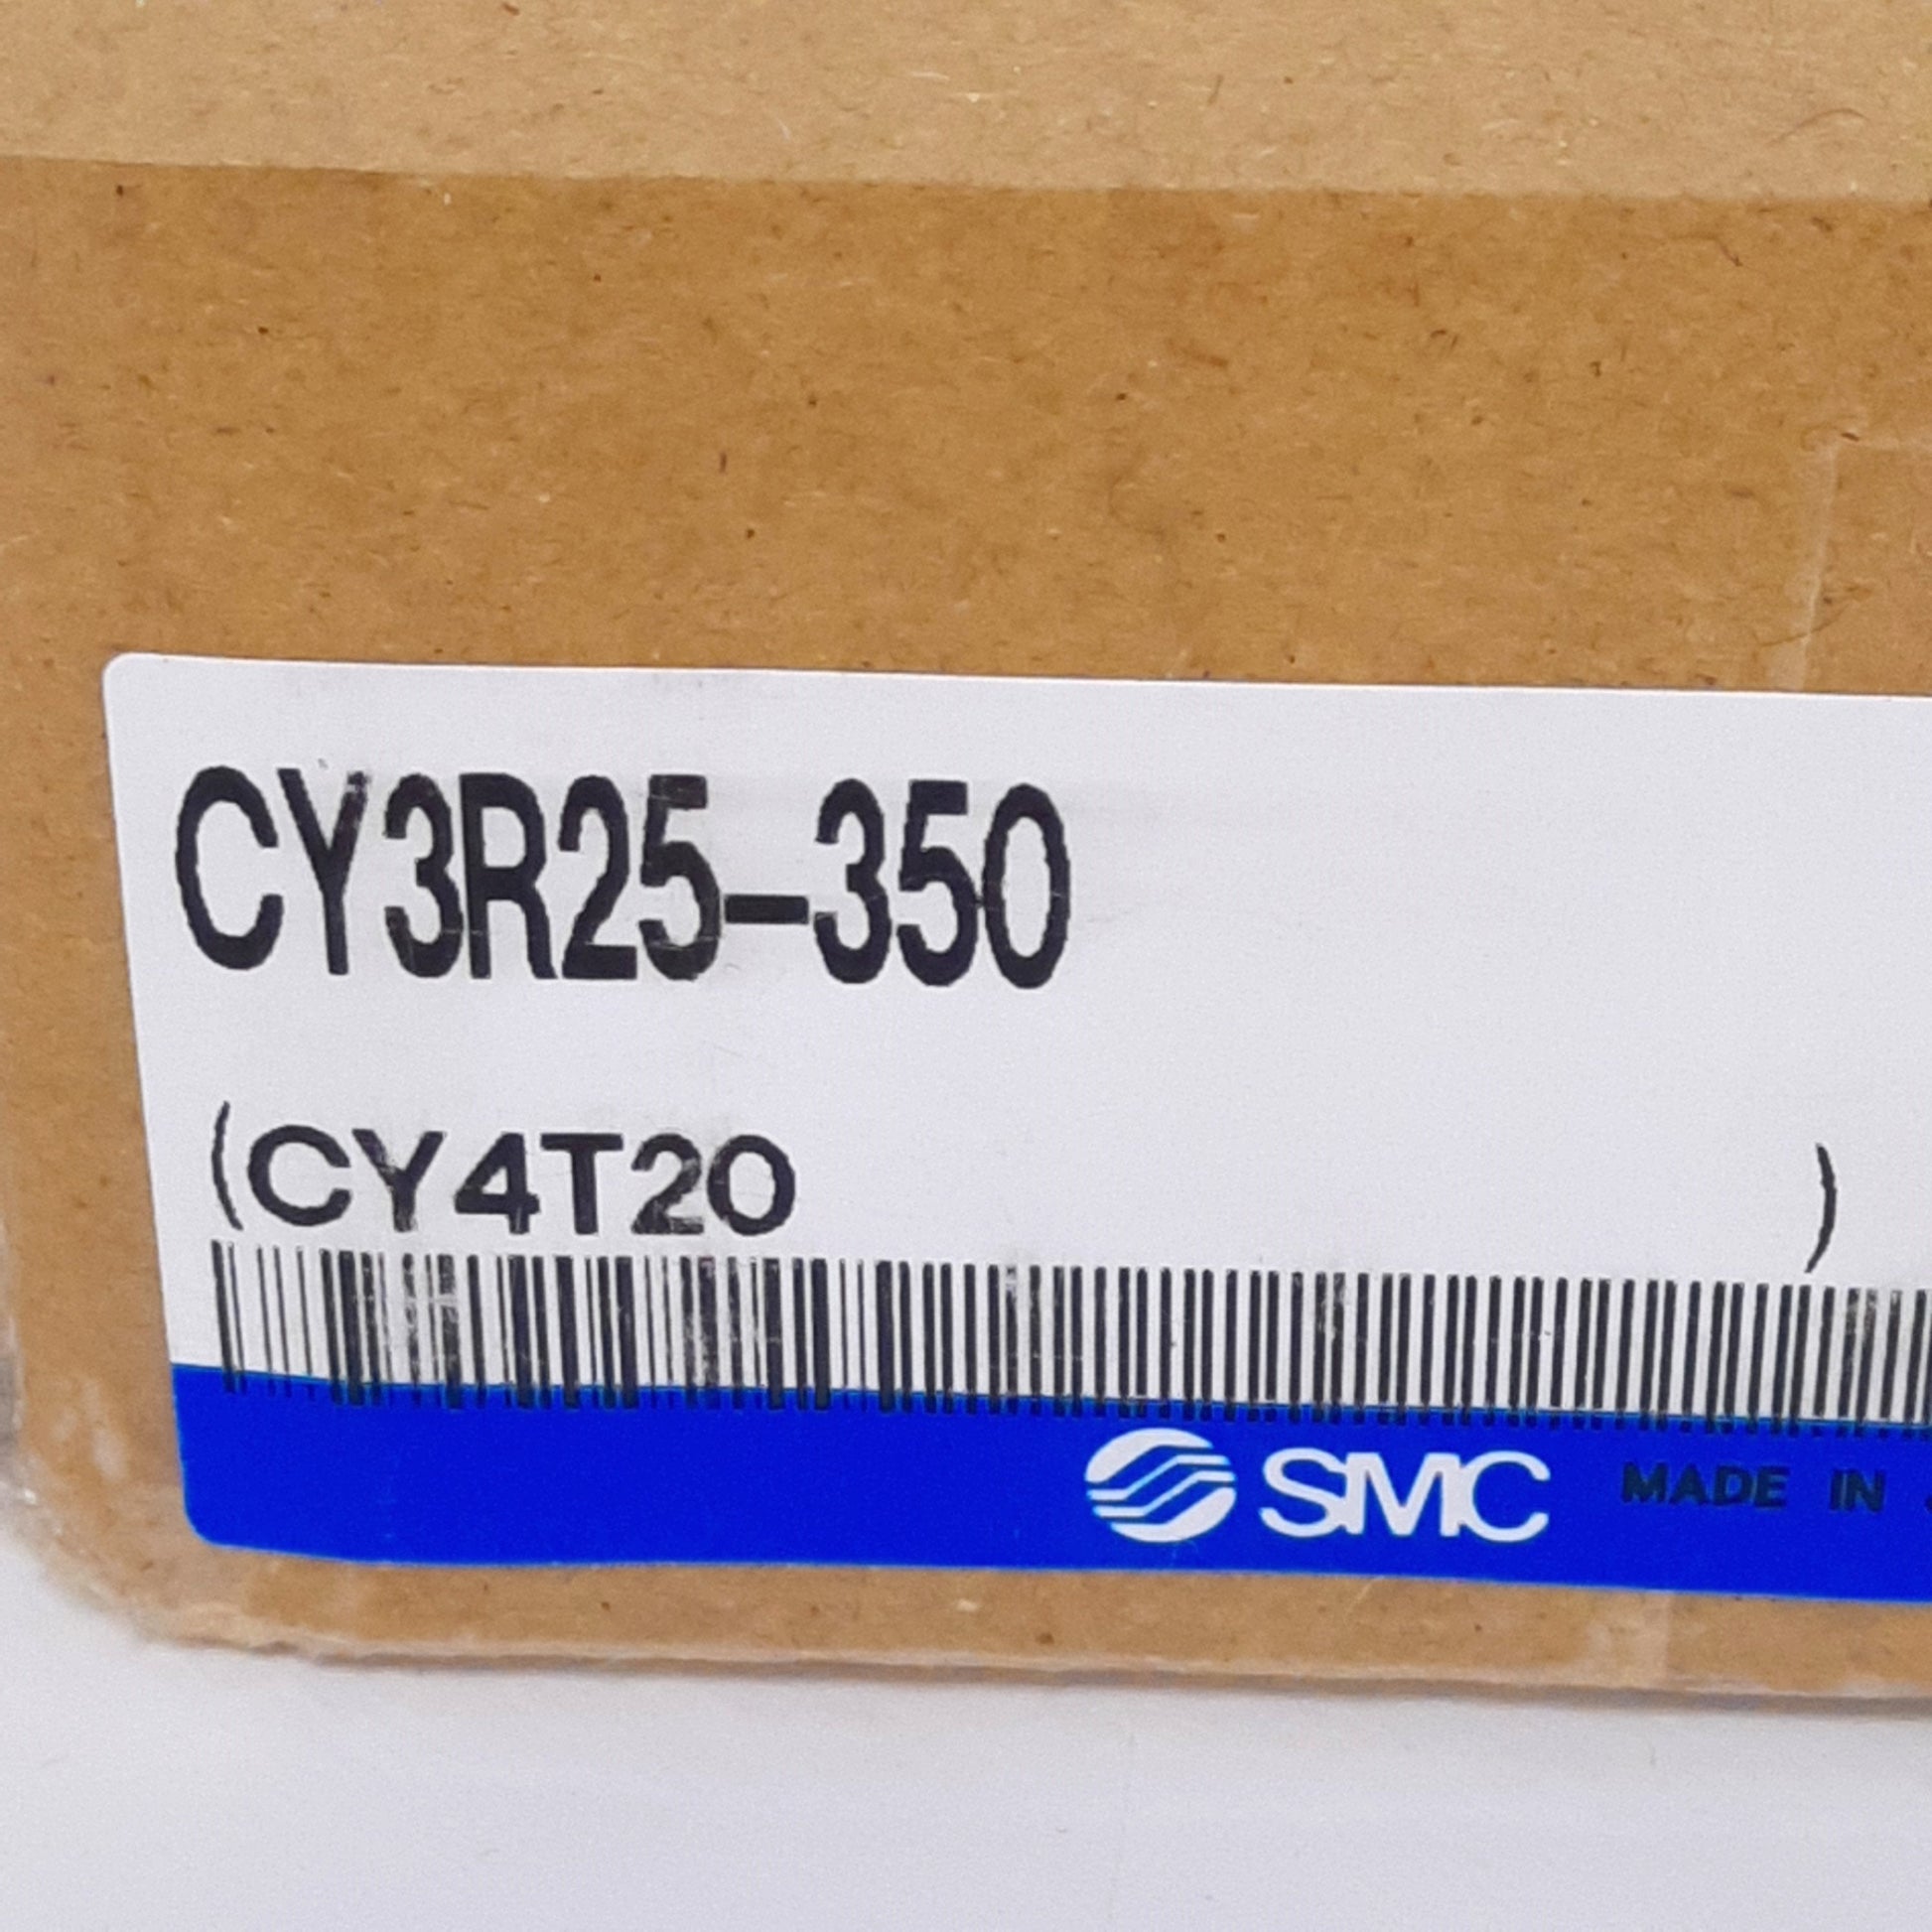 CY3R25-350
(CY4T20 )
SMC MADE IN